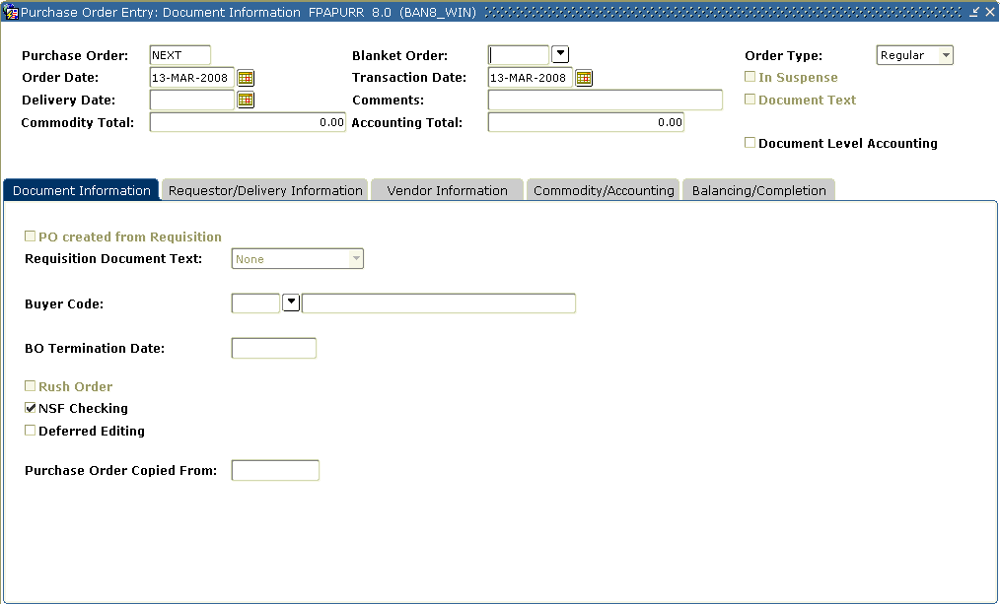 Purchase Order Entry: Document Information FPAPURR 8.0 (BAN8_WIN)
Purchase Order: NEXT Blanket Order: Order Type: Regular
Order Date: 13-MAR-2008 Transaction Date: 13-MAR-2008 In Suspense
Delivery Date: Comments: Document Text
Commodity Total: 0.00 Accounting Total: 0.00
Document Level Accounting
Document Information Requestor/Delivery Information Vendor Information Commodity/Accounting Balancing/Completion
PO created from Requisition
Requisition Document Text: None
Buyer Code:
BO Termination Date:
Rush Order
NSF Checking
Deferred Editing
Purchase Order Copied From: